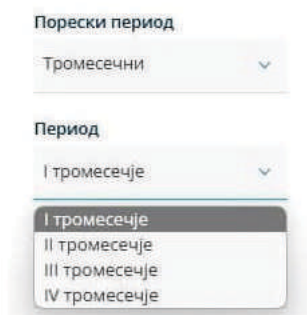 Порески период
Тромесечни
Период
I тромесечје
I тромесечје
II тромесечје
III тромесечје
IV тромесечје